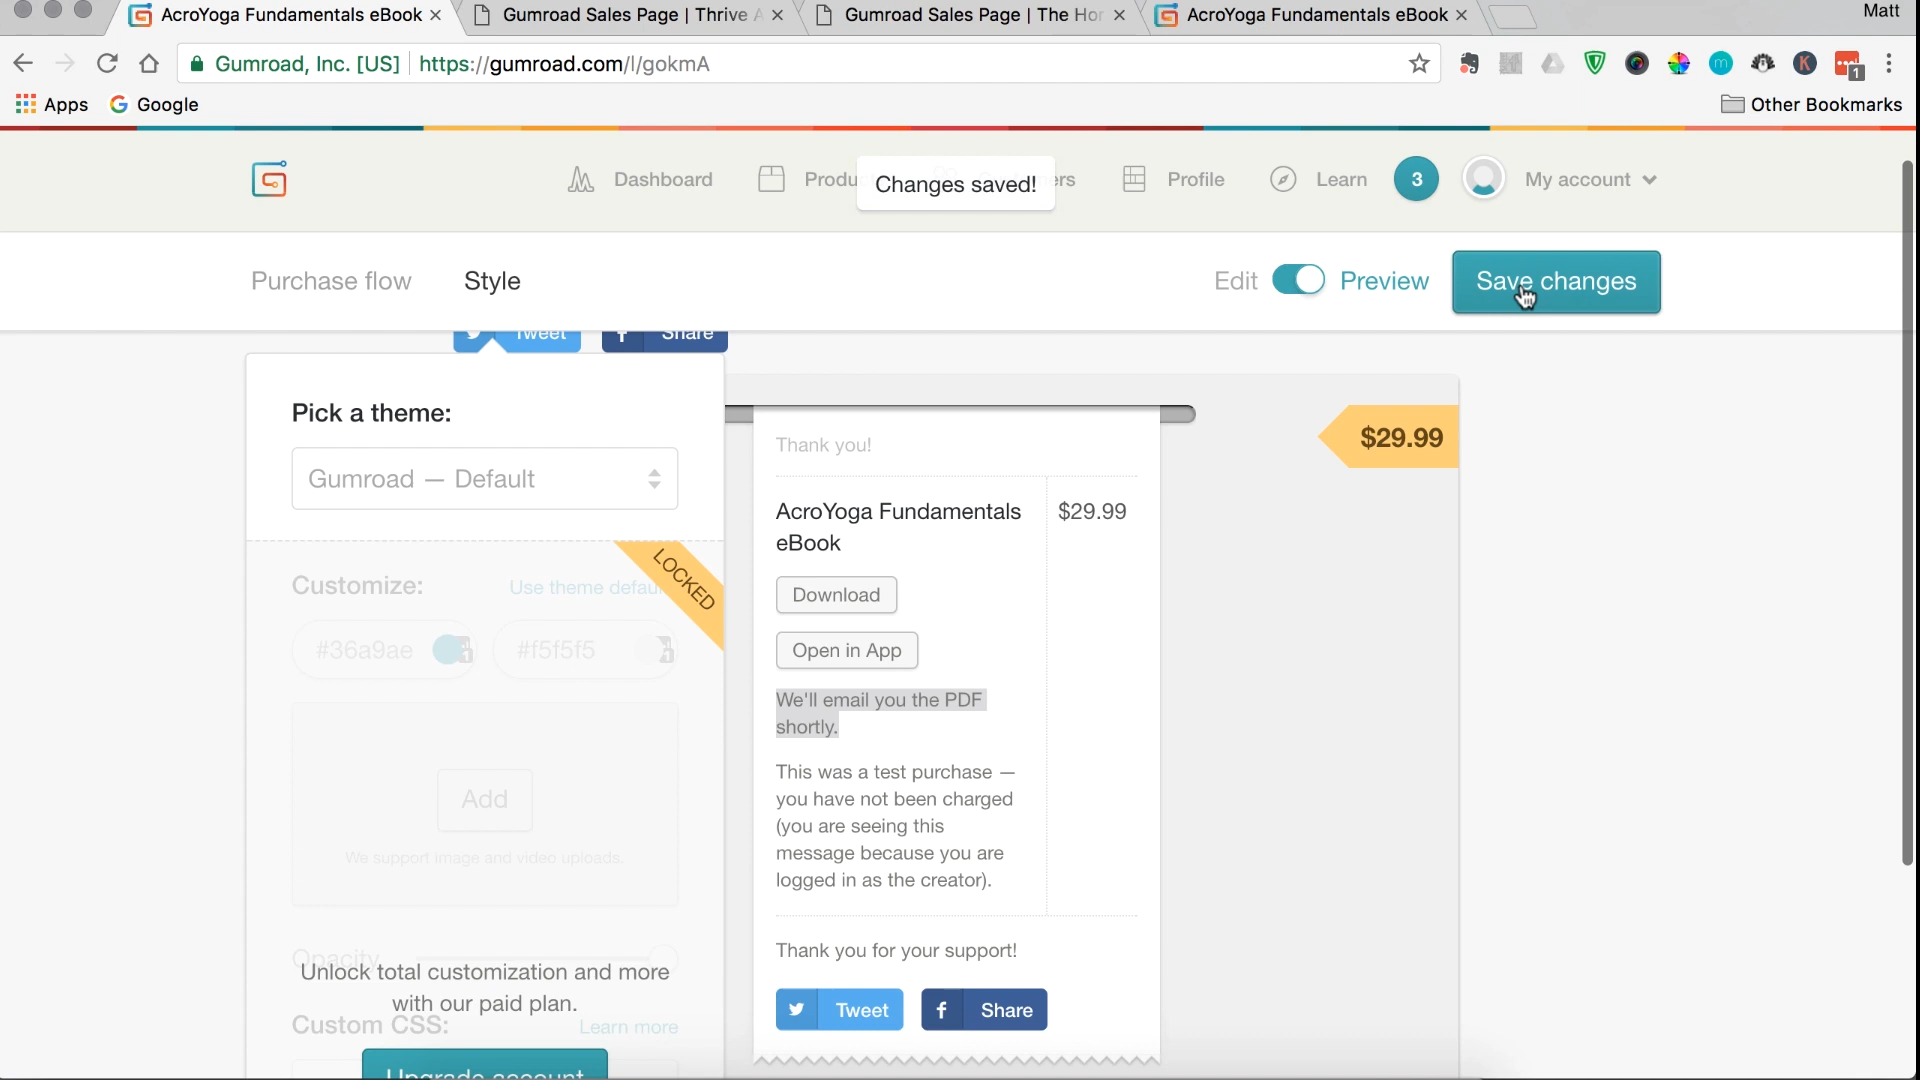 AcroYoga Fundamentals eBook
Gumroad Sales Page | Thrive A
Gumroad Sales Page | The Hor
AcroYoga Fundamentals eBook
Matt
Gumroad, Inc. [US] https://gumroad.com/l/gokmA
1
Apps
Google
Other Bookmarks
Dashboard
Produ
Changes saved!
ers
Profile
Learn
3
My account
Purchase flow
Style
Edit
Preview
Save changes
Tweet
Share
Pick a theme:
Gumroad — Default
LOCKED
Customize:
Use theme defau
#36a9ae
1
#f5f5f5
1
Add
We support image and video uploads.
Opacity
Unlock total customization and more
with our paid plan.
Custom CSS:
Learn more
Upgrade account
$29.99
Thank you!
AcroYoga Fundamentals
eBook
$29.99
Download
Open in App
We'll email you the PDF
shortly.
This was a test purchase —
you have not been charged
(you are seeing this
message because you are
logged in as the creator).
Thank you for your support!
Tweet
Share